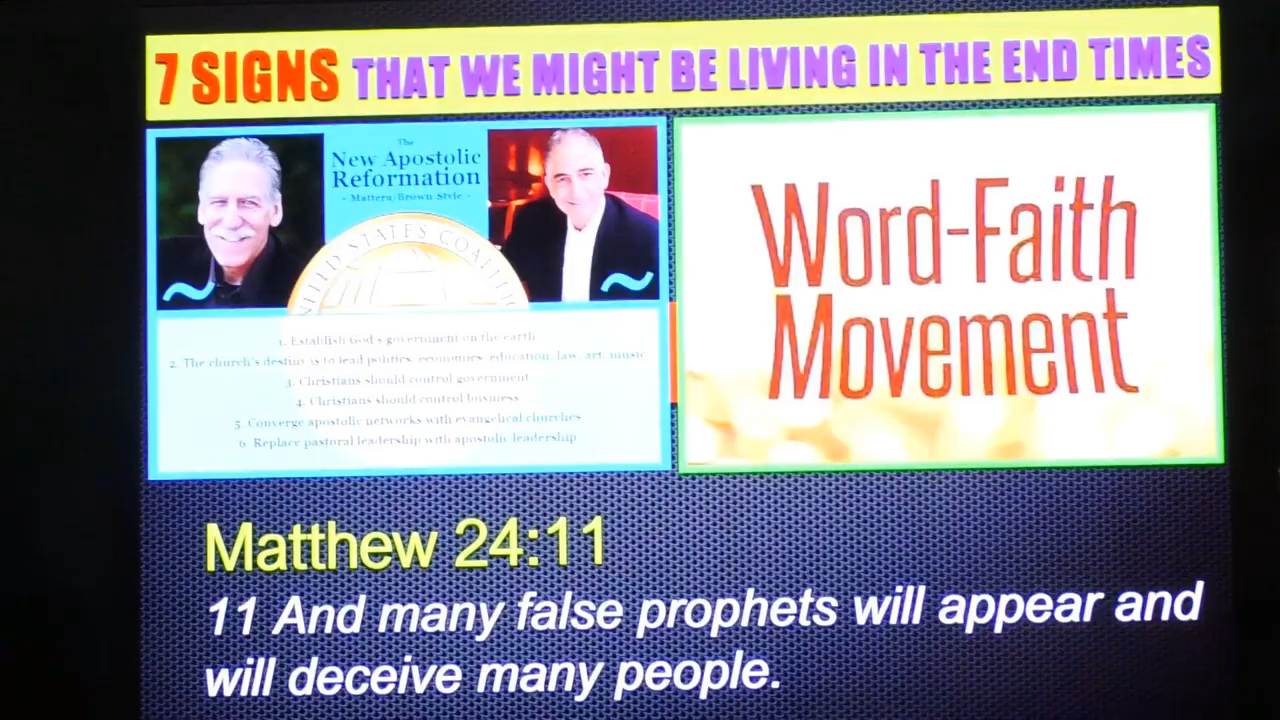 7 SIGNS THAT WE MIGHT BE LIVING IN THE END TIMES
The
New Apostolic
Reformation
~ Mattera/Brown Style ~
UNITED STATES COALITION
1. Establish God's government on the earth
2. The church's destiny is to lead politics, economics, education, law, art, music
3. Christians should control government
4. Christians should control business
5. Converge apostolic networks with evangelical churches
6. Replace pastoral leadership with apostolic leadership
Word-Faith
Movement
Matthew 24:11
11 And many false prophets will appear and
will deceive many people.